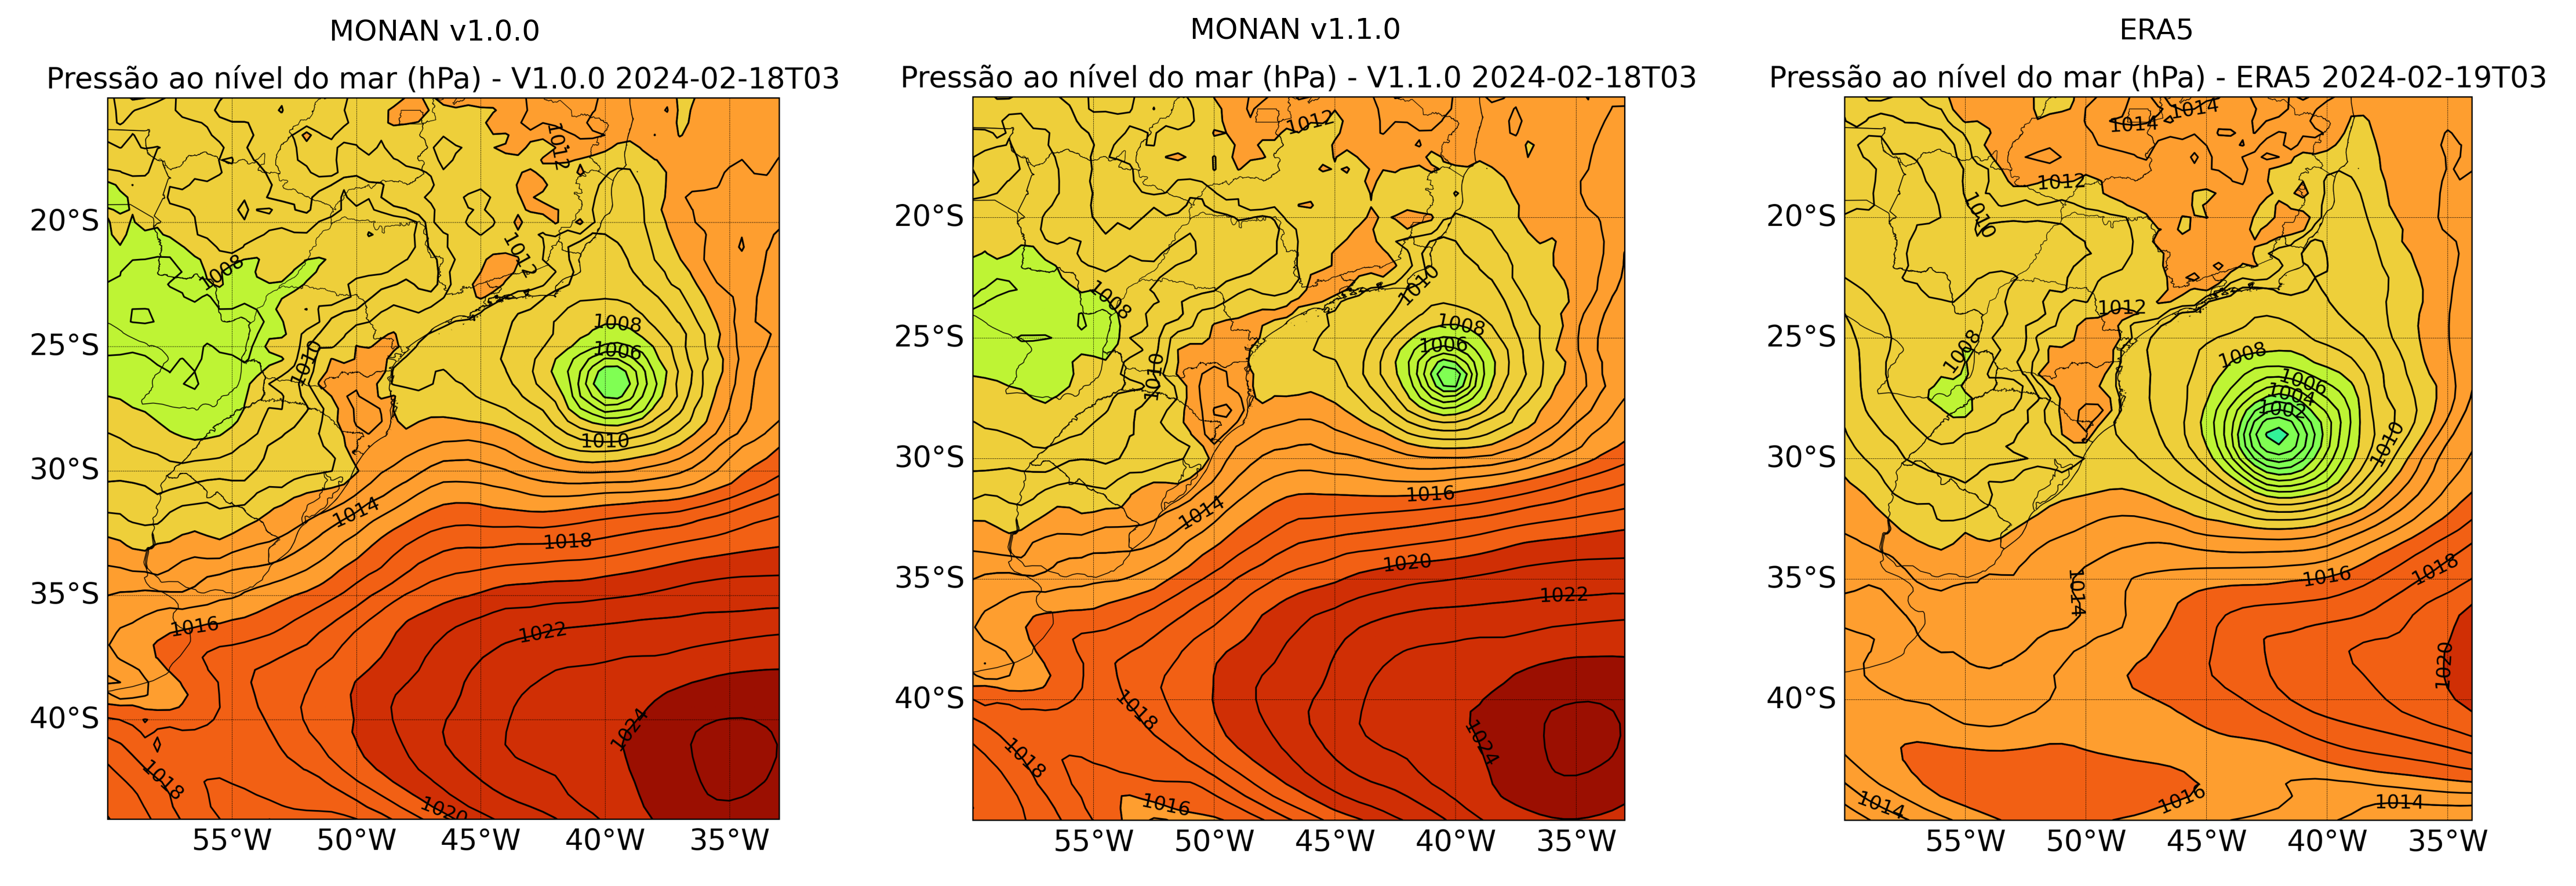 MONAN v1.0.0
Pressão ao nível do mar (hPa) - V1.0.0 2024-02-18T03
1012
1012
1008
1008
1006
1010
1010
1014
1018
1016
1022
1024
1018
1020
20°S
25°S
30°S
35°S
40°S
55°W 50°W 45°W 40°W 35°W
MONAN v1.1.0
Pressão ao nível do mar (hPa) - V1.1.0 2024-02-18T03
1012
1010
1008
1008
1006
1010
1016
1014
1020
1022
1018
1024
1018
1016
20°S
25°S
30°S
35°S
40°S
55°W 50°W 45°W 40°W 35°W
ERA5
Pressão ao nível do mar (hPa) - ERA5 2024-02-19T03
1014
1014
1012
1010
1012
1008
1008
1006
1004
1002
1010
1016
1018
1014
1020
1016
1014
1014
20°S
25°S
30°S
35°S
40°S
55°W 50°W 45°W 40°W 35°W